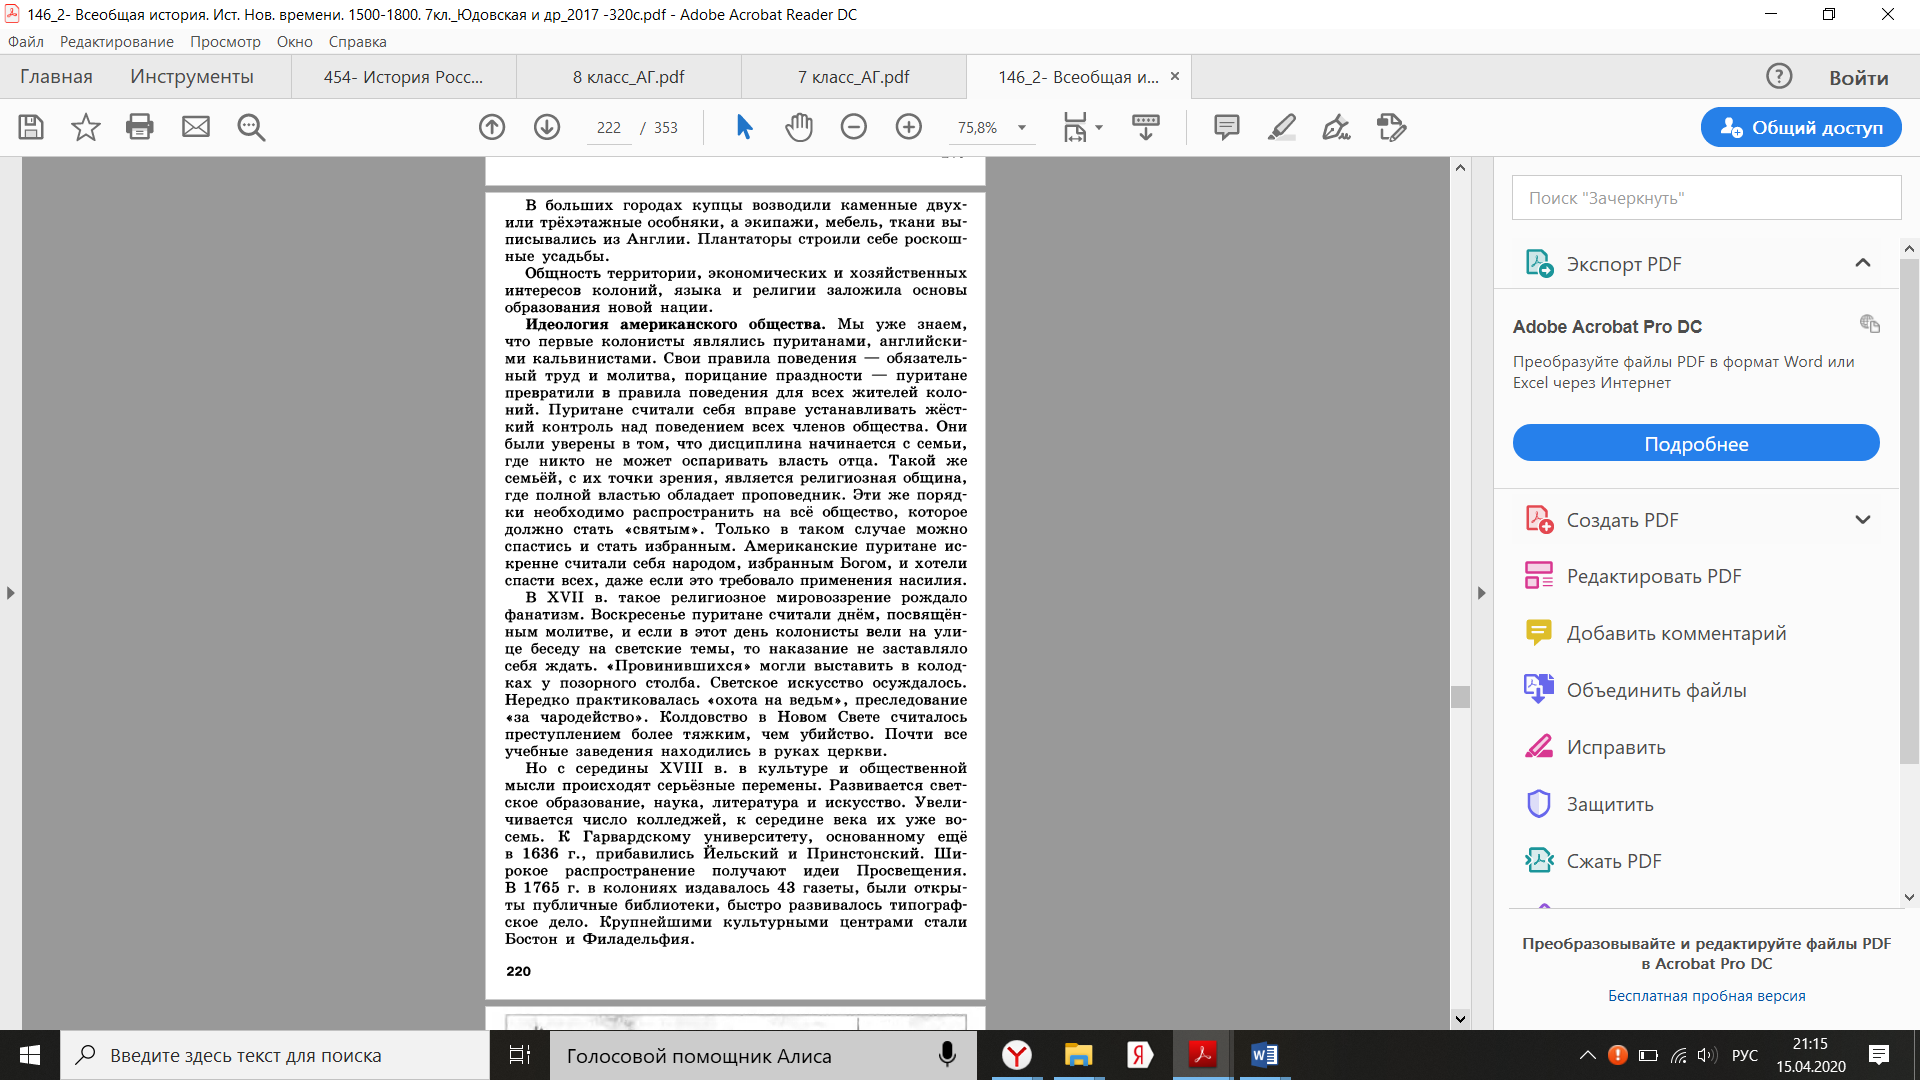 146_2- Всеобщая история. Ист. Нов. времени. 1500-1800. 7кл._Юдовская и др_2017 -320с.pdf - Adobe Acrobat Reader DC
Файл Редактирование Просмотр Окно Справка
Главная Инструменты 454- История Росс... 8 класс_АГ.pdf 7 класс_АГ.pdf 146_2- Всеобщая и... Войти
222 / 353 75,8% Общий доступ
В больших городах купцы возводили каменные двух-
или трёхэтажные особняки, а экипажи, мебель, ткани вы-
писывались из Англии. Плантаторы строили себе роскош-
ные усадьбы.
Общность территории, экономических и хозяйственных
интересов колоний, языка и религии заложила основы
образования новой нации.
Идеология американского общества. Мы уже знаем,
что первые колонисты являлись пуританами, английски-
ми кальвинистами. Свои правила поведения — обязатель-
ный труд и молитва, порицание праздности — пуритане
превратили в правила поведения для всех жителей коло-
ний. Пуритане считали себя вправе устанавливать жёст-
кий контроль над поведением всех членов общества. Они
были уверены в том, что дисциплина начинается с семьи,
где никто не может оспаривать власть отца. Такой же
семьёй, с их точки зрения, является религиозная община,
где полной властью обладает проповедник. Эти же поряд-
ки необходимо распространить на всё общество, которое
должно стать «святым». Только в таком случае можно
спастись и стать избранным. Американские пуритане ис-
кренне считали себя народом, избранным Богом, и хотели
спасти всех, даже если это требовало применения насилия.
В XVII в. такое религиозное мировоззрение рождало
фанатизм. Воскресенье пуритане считали днём, посвящён-
ным молитве, и если в этот день колонисты вели на ули-
це беседу на светские темы, то наказание не заставляло
себя ждать. «Провинившихся» могли выставить в колод-
ках у позорного столба. Светское искусство осуждалось.
Нередко практиковалась «охота на ведьм», преследование
«за чародейство». Колдовство в Новом Свете считалось
преступлением более тяжким, чем убийство. Почти все
учебные заведения находились в руках церкви.
Но с середины XVIII в. в культуре и общественной
мысли происходят серьёзные перемены. Развивается свет-
ское образование, наука, литература и искусство. Увели-
чивается число колледжей, к середине века их уже во-
семь. К Гарвардскому университету, основанному ещё
в 1636 г., прибавились Йельский и Принстонский. Ши-
рокое распространение получают идеи Просвещения.
В 1765 г. в колониях издавалось 43 газеты, были откры-
ты публичные библиотеки, быстро развивалось типограф-
ское дело. Крупнейшими культурными центрами стали
Бостон и Филадельфия.
220
Поиск "Зачеркнуть"
Экспорт PDF
Adobe Acrobat Pro DC
Преобразуйте файлы PDF в формат Word или
Excel через Интернет
Подробнее
Создать PDF
Редактировать PDF
Добавить комментарий
Объединить файлы
Исправить
Защитить
Сжать PDF
Преобразовывайте и редактируйте файлы PDF
в Acrobat Pro DC
Бесплатная пробная версия
Введите здесь текст для поиска
Голосовой помощник Алиса
РУС
21:15
15.04.2020